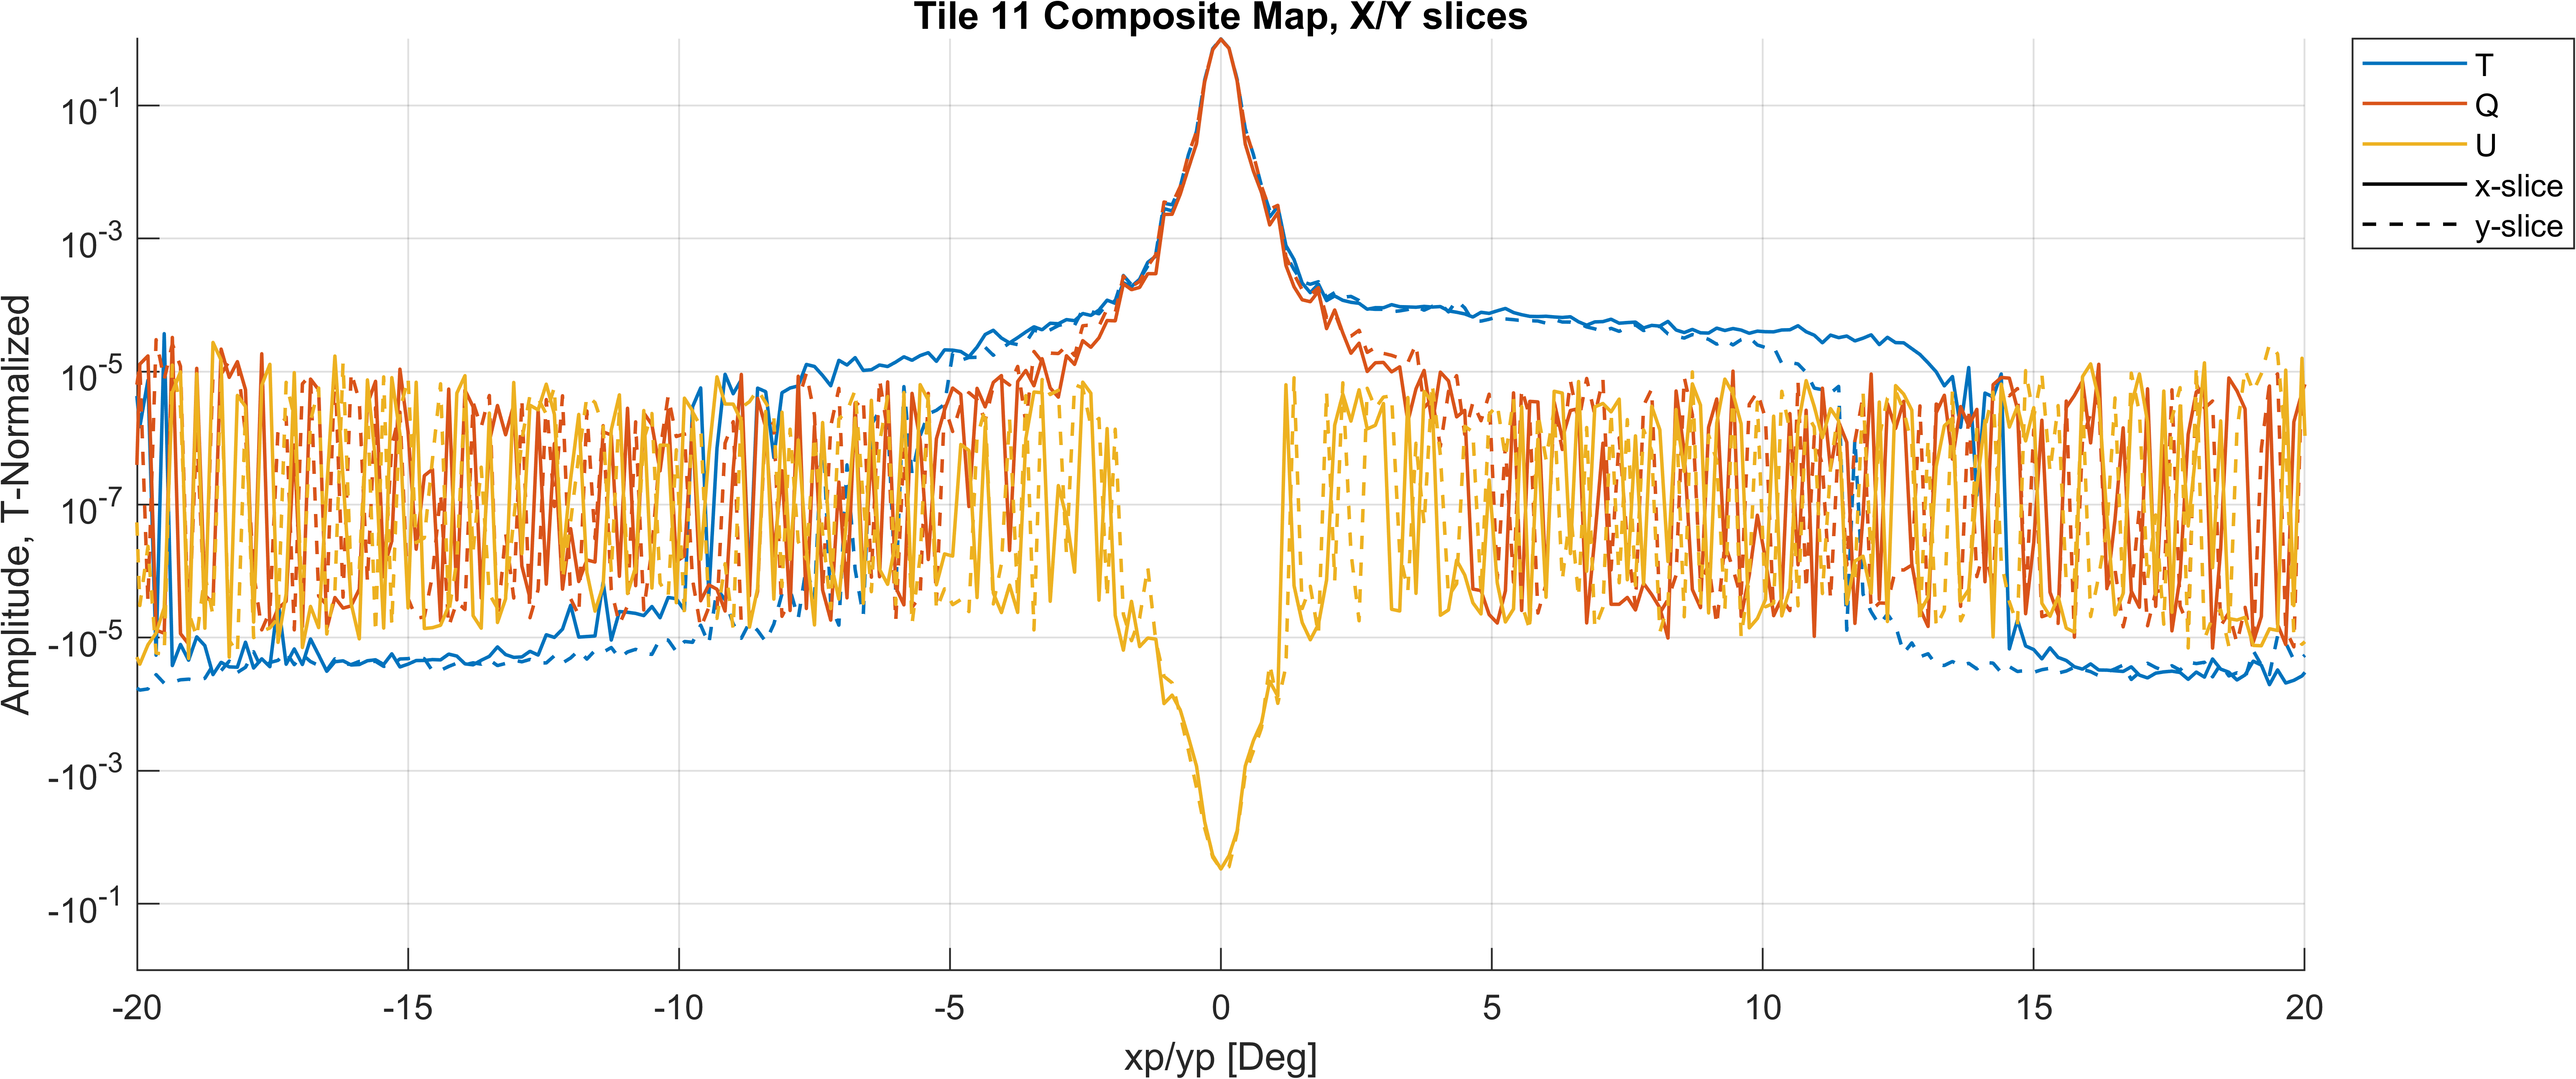 Tile 11 Composite Map, X/Y slices
T
Q
U
x-slice
y-slice
Amplitude, T-Normalized
10^-1
10^-3
10^-5
10^-7
-10^-5
-10^-3
-10^-1
-20 -15 -10 -5 0 5 10 15 20
xp/yp [Deg]